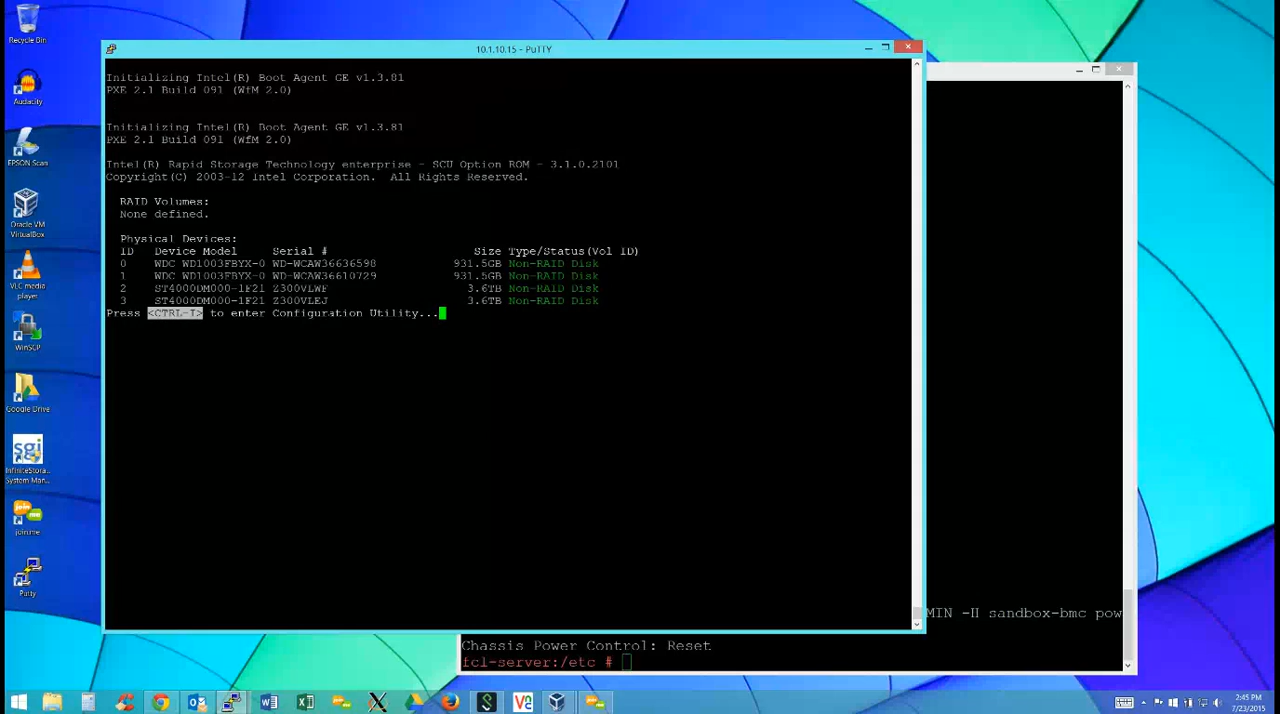 Recycle Bin
Audacity
EPSON Scan
Oracle VM
VirtualBox
VLC media
player
WinSCP
Google Drive
sgi
InfiniteStora...
System Man...
join.me
Putty
10.1.10.15 - PuTTY
Initializing Intel(R) Boot Agent GE v1.3.81
PXE 2.1 Build 091 (WfM 2.0)
Initializing Intel(R) Boot Agent GE v1.3.81
PXE 2.1 Build 091 (WfM 2.0)
Intel(R) Rapid Storage Technology enterprise - SCU Option ROM - 3.1.0.2101
Copyright(C) 2003-12 Intel Corporation.  All Rights Reserved.
RAID Volumes:
None defined.
Physical Devices:
ID Device Model Serial # Size Type/Status(Vol ID)
0 WDC WD1003FBYX-0 WD-WCAW36636598 931.5GB Non-RAID Disk
1 WDC WD1003FBYX-0 WD-WCAW36610729 931.5GB Non-RAID Disk
2 ST4000DM000-1F21 Z300VLWF 3.6TB Non-RAID Disk
3 ST4000DM000-1F21 Z300VLEJ 3.6TB Non-RAID Disk
Press <CTRL-I> to enter Configuration Utility...
MIN -H sandbox-bmc pow
Chassis Power Control: Reset
fcl-server:/etc #
2:45 PM
7/23/2015